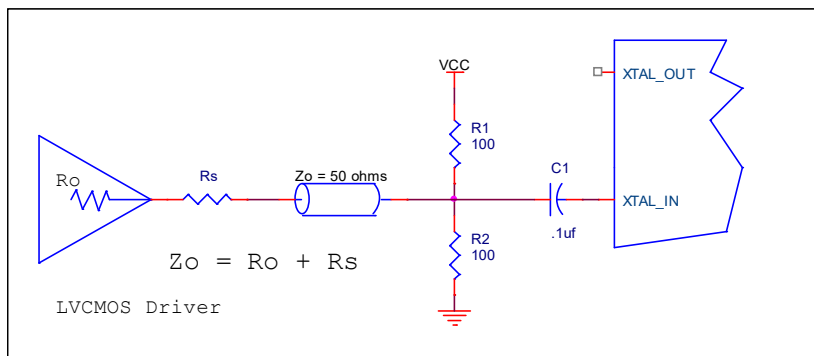 VCC
XTAL_OUT
R1
100
Ro
Rs
Zo = 50 ohms
C1
XTAL_IN
.1uf
R2
100
Zo = Ro + Rs
LVCMOS Driver